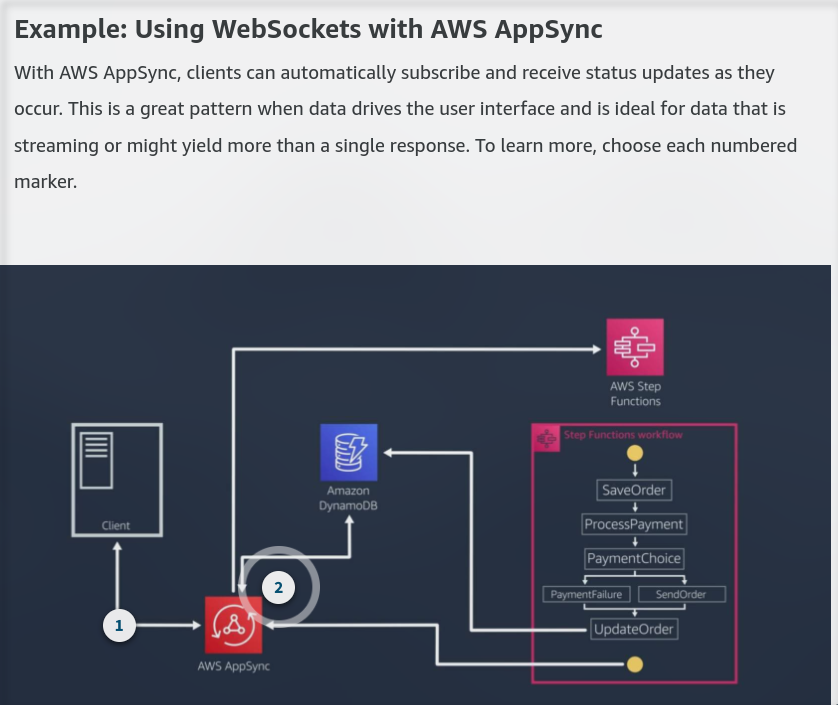 Example: Using WebSockets with AWS AppSync
With AWS AppSync, clients can automatically subscribe and receive status updates as they
occur. This is a great pattern when data drives the user interface and is ideal for data that is
streaming or might yield more than a single response. To learn more, choose each numbered
marker.
AWS Step
Functions
Step Functions workflow
SaveOrder
Amazon
DynamoDB
Client
ProcessPayment
PaymentChoice
PaymentFailure
SendOrder
2
1
UpdateOrder
AWS AppSync